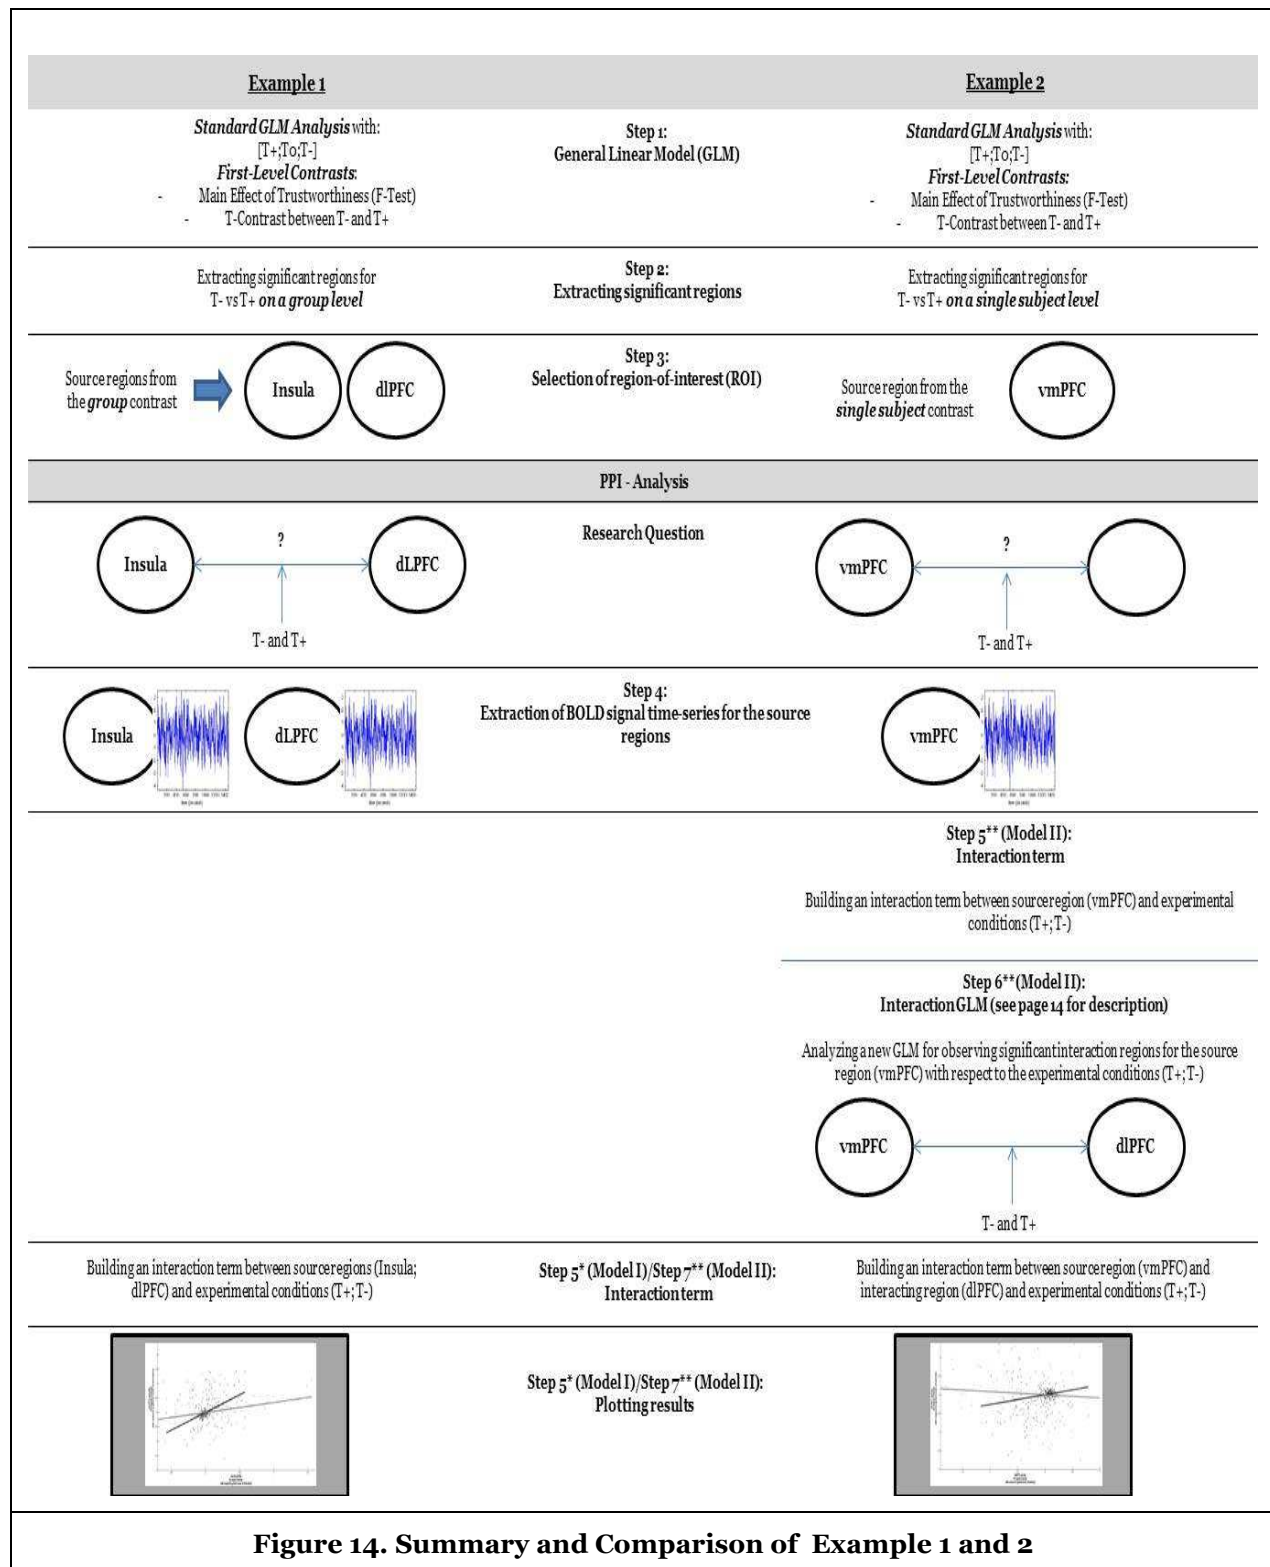 Example 1
Example 2
Standard GLM Analysis with:
[T+;T0;T-]
First-Level Contrasts:
- Main Effect of Trustworthiness (F-Test)
- T-Contrast between T- and T+
Step 1:
General Linear Model (GLM)
Standard GLM Analysis with:
[T+;T0;T-]
First-Level Contrasts:
- Main Effect of Trustworthiness (F-Test)
- T-Contrast between T- and T+
Extracting significant regions for
T- vs T+ on a group level
Step 2:
Extracting significant regions
Extracting significant regions for
T- vs T+ on a single subject level
Source regions from
the group contrast
Insula
dlPFC
Step 3:
Selection of region-of-interest (ROI)
Source region from the
single subject contrast
vmPFC
PPI - Analysis
Insula
?
dLPFC
T- and T+
Research Question
vmPFC
?
T- and T+
Insula
dLPFC
Step 4:
Extraction of BOLD signal time-series for the source
regions
vmPFC
Step 5** (Model II):
Interaction term
Building an interaction term between source region (vmPFC) and experimental
conditions (T+; T-)
Step 6** (Model II):
Interaction GLM (see page 14 for description)
Analyzing a new GLM for observing significant interaction regions for the source
region (vmPFC) with respect to the experimental conditions (T+; T-)
vmPFC
dlPFC
T- and T+
Building an interaction term between source regions (Insula;
dlPFC) and experimental conditions (T+; T-)
Step 5* (Model I)/Step 7** (Model II):
Interaction term
Building an interaction term between source region (vmPFC) and
interacting region (dlPFC) and experimental conditions (T+; T-)
Step 5* (Model I)/Step 7** (Model II):
Plotting results
Figure 14. Summary and Comparison of Example 1 and 2